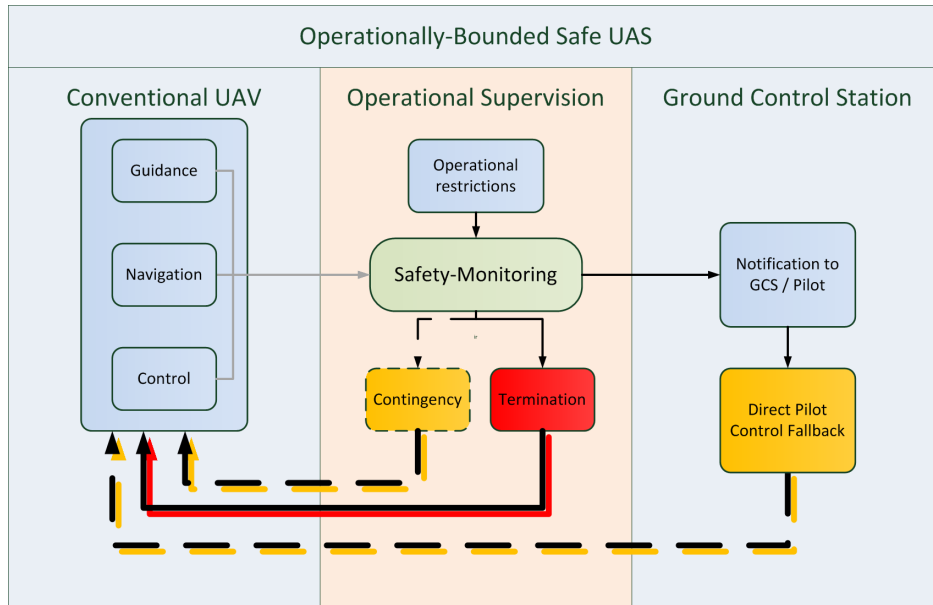 Operationally-Bounded Safe UAS
Conventional UAV
Operational Supervision
Ground Control Station
Guidance
Navigation
Control
Operational
restrictions
Safety-Monitoring
Contingency
Termination
Notification to
GCS / Pilot
Direct Pilot
Control Fallback